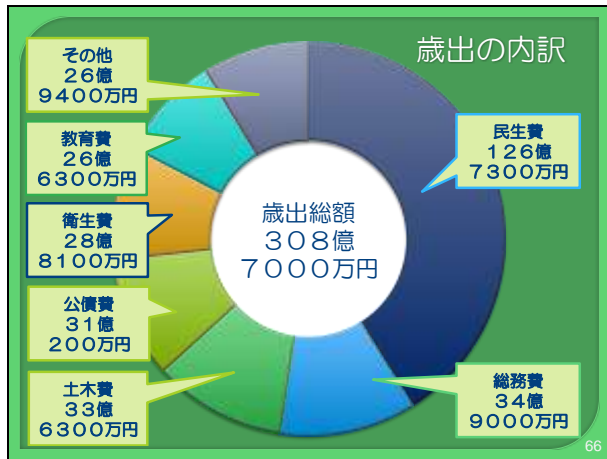 歳出の内訳
その他
２６億
９４００万円
教育費
２６億
６３００万円
衛生費
２８億
８１００万円
公債費
３１億
２００万円
土木費
３３億
６３００万円
民生費
１２６億
７３００万円
総務費
３４億
９０００万円
歳出総額
３０８億
７０００万円
66